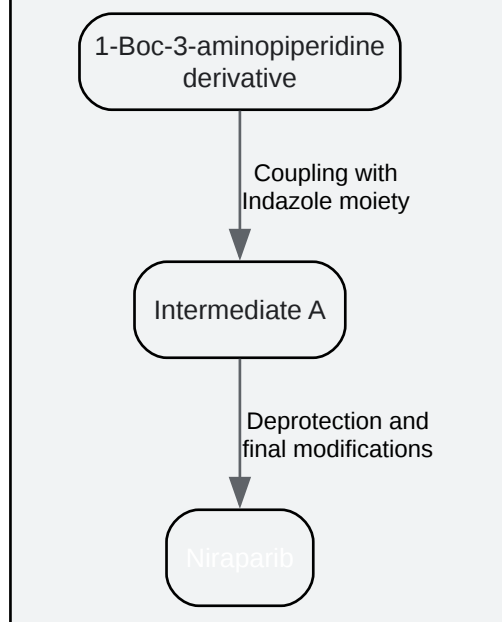 1-Boc-3-aminopiperidine
derivative
Coupling with
Indazole moiety
Intermediate A
Deprotection and
final modifications
Niraparib